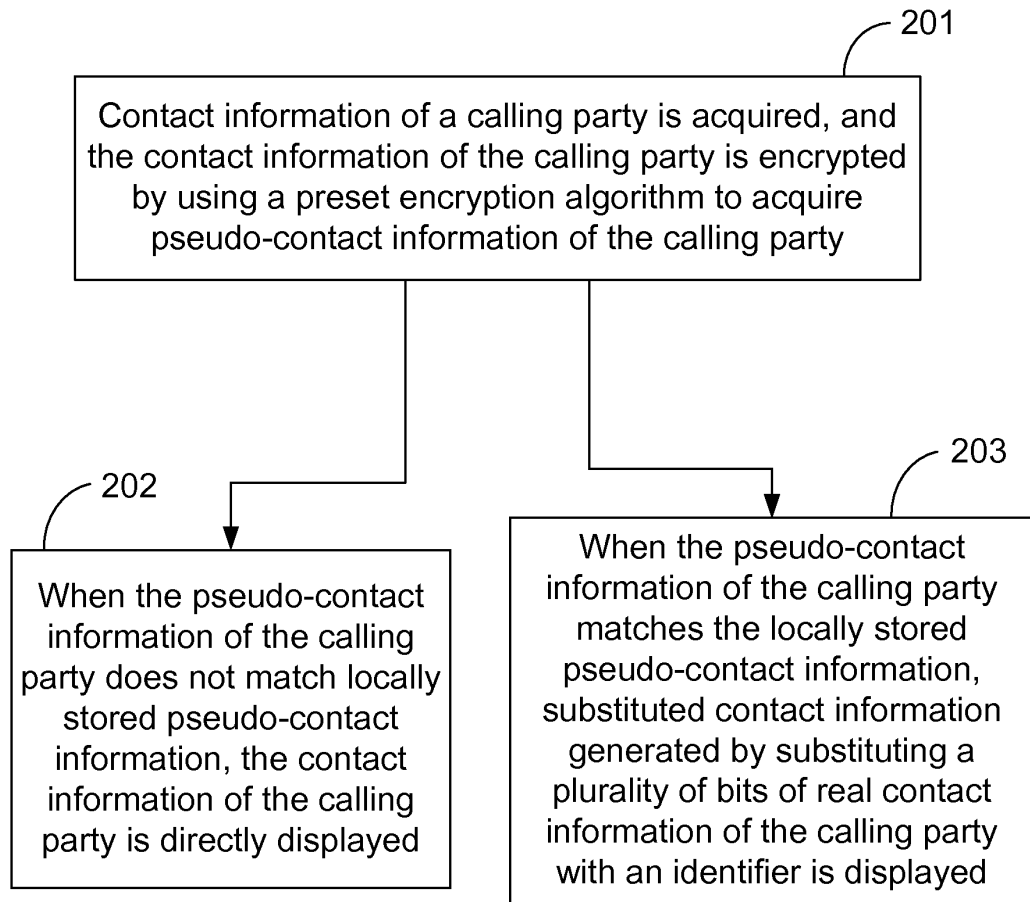 201
Contact information of a calling party is acquired, and
the contact information of the calling party is encrypted
by using a preset encryption algorithm to acquire
pseudo-contact information of the calling party
202
When the pseudo-contact
information of the calling
party does not match locally
stored pseudo-contact
information, the contact
information of the calling
party is directly displayed
203
When the pseudo-contact
information of the calling party
matches the locally stored
pseudo-contact information,
substituted contact information
generated by substituting a
plurality of bits of real contact
information of the calling party
with an identifier is displayed